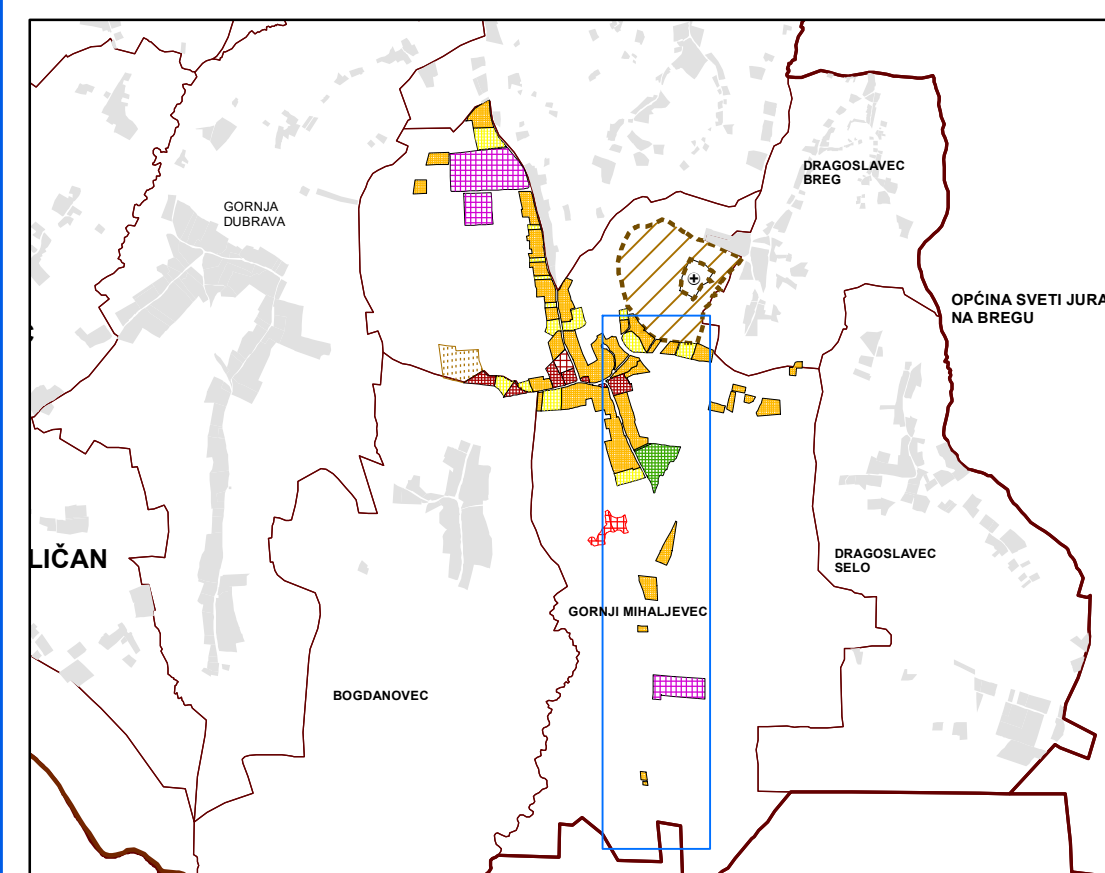 DRAGOSLAVEC
BREG
GORNJA
DUBRAVA
OPĆINA SVETI JURA
NA BREGU
LIČAN
DRAGOSLAVEC
SELO
GORNJI MIHALJEVEC
BOGDANOVEC